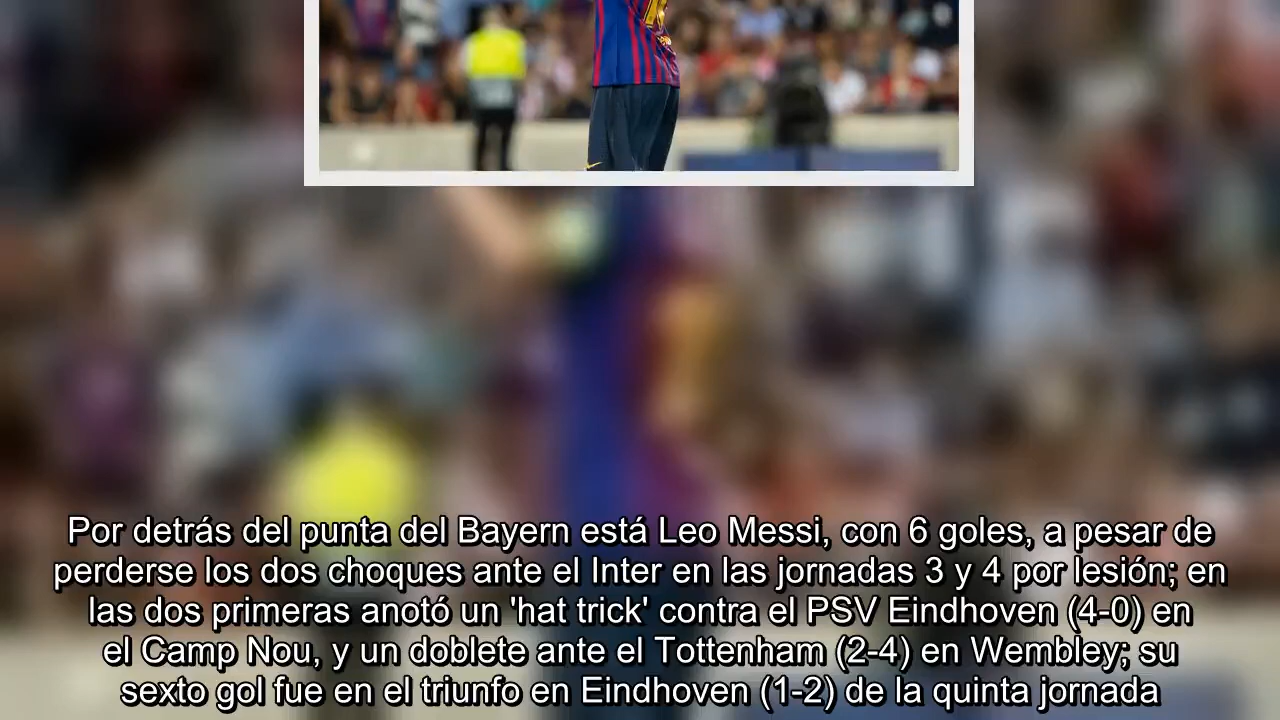 Por detrás del punta del Bayern está Leo Messi, con 6 goles, a pesar de
perderse los dos choques ante el Inter en las jornadas 3 y 4 por lesión; en
las dos primeras anotó un 'hat trick' contra el PSV Eindhoven (4-0) en
el Camp Nou, y un doblete ante el Tottenham (2-4) en Wembley; su
sexto gol fue en el triunfo en Eindhoven (1-2) de la quinta jornada